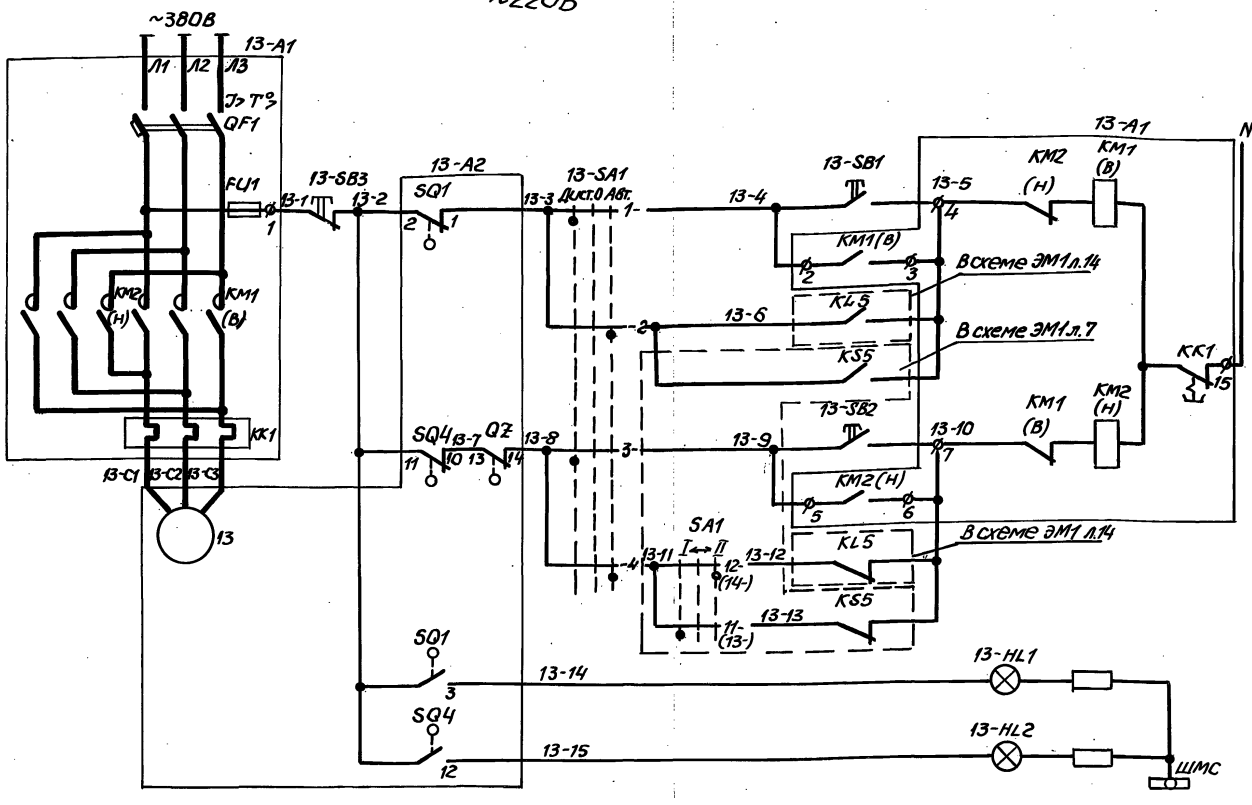 ~220В
~380В
13-А1
Л1 Л2 Л3
I> T°>
QF1
FU1
13-1
1
13-SB3
13-2
13-А2
SQ1
2 1
13-3
13-SA1
Дист. О Авт.
1-
13-4
13-SB1
13-5
4
13-А1
KM2
(Н)
KM1
(В)
N
KM1(В)
2 3
В схеме ЭМ1 л.14
KL5
-2
13-6
В схеме ЭМ1 л.7
KS5
KM2
(Н)
KM1
(В)
KK1
15
KK1
13-С1 13-С2 13-С3
13
SQ4
11 10
13-7
QZ
13 14
13-8
3-
13-9
13-SB2
13-10
7
KM1
(В)
KM2
(Н)
KM2(Н)
5 6
SA1
I ↔ II
-4
13-11
12-
(14-)
13-12
KL5
В схеме ЭМ1 л.14
KS5
11-
(13-)
13-13
SQ1
3
13-14
13-HL1
SQ4
12
13-15
13-HL2
ШМС